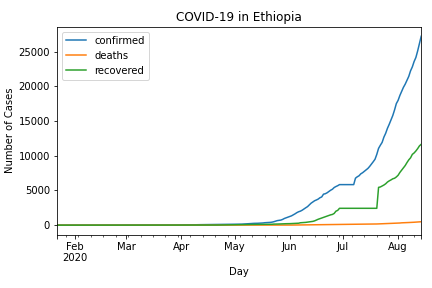 COVID-19 in Ethiopia
confirmed
deaths
recovered
Number of Cases
25000
20000
15000
10000
5000
0
Feb
2020
Mar
Apr
May
Jun
Jul
Aug
Day